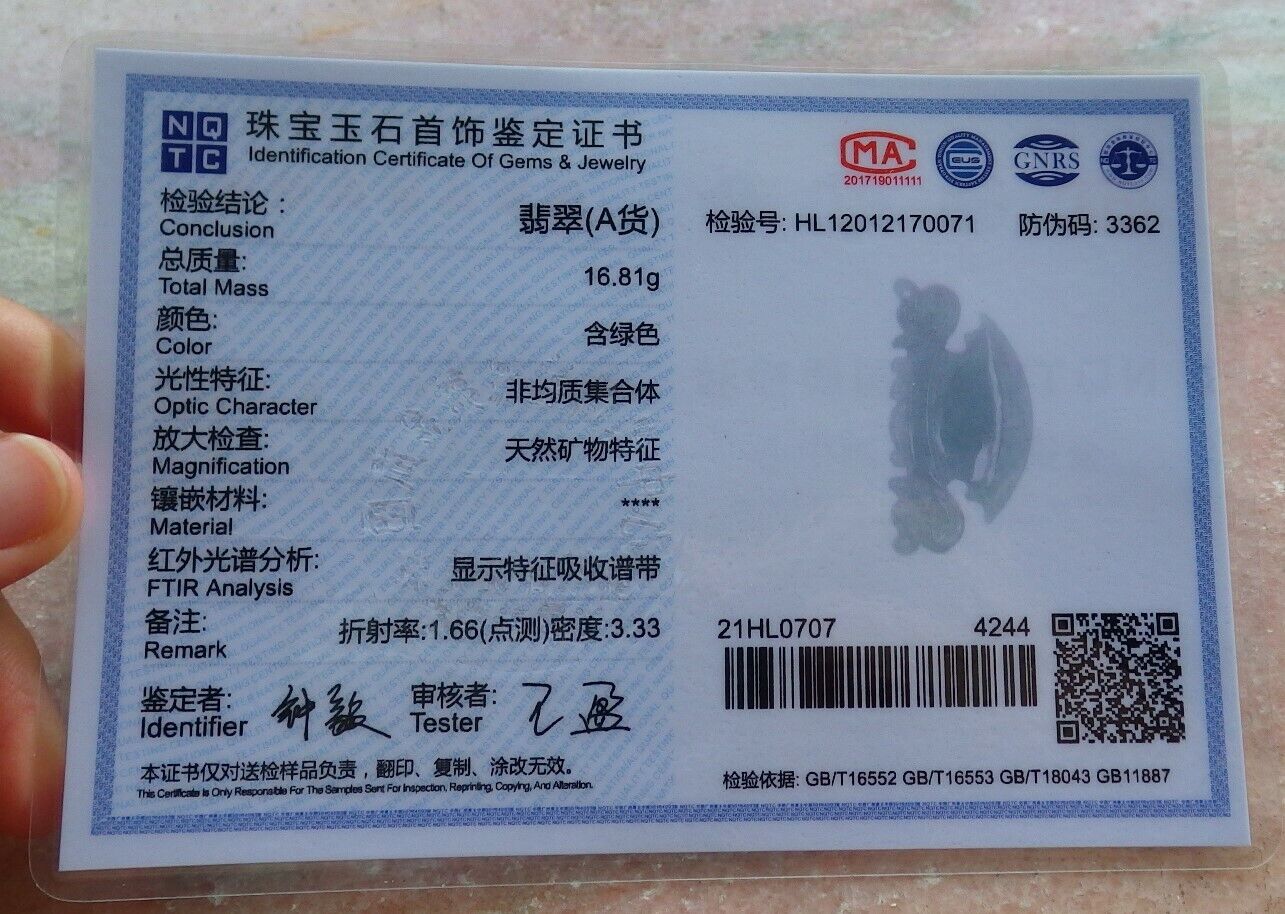 NQ
TC
珠宝玉石首饰鉴定证书
Identification Certificate Of Gems & Jewelry
检验结论：
Conclusion
翡翠(A货)
总质量:
Total Mass
16.81g
颜色:
Color
含绿色
光性特征:
Optic Character
非均质集合体
放大检查:
Magnification
天然矿物特征
镶嵌材料:
Material
****
红外光谱分析:
FTIR Analysis
显示特征吸收谱带
备注:
Remark
折射率:1.66(点测)密度:3.33
鉴定者:
Identifier
审核者:
Tester
本证书仅对送检样品负责，翻印、复制、涂改无效。
This Certificate is Only Responsible For The Samples Sent For Inspection, Reprinting, Copying, And Alteration.
MA
201719011111
GNRS
检验号: HL12012170071 防伪码: 3362
21HL0707 4244
检验依据: GB/T16552 GB/T16553 GB/T18043 GB11887